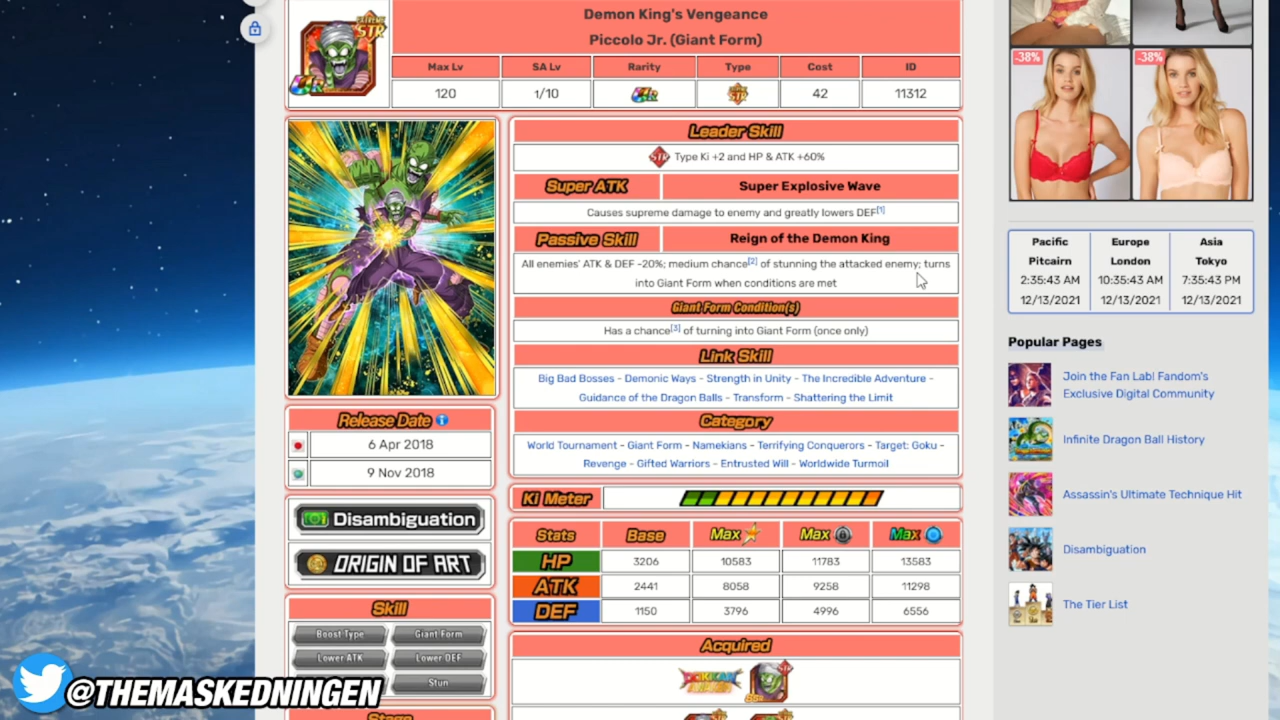 EXTREME
STR
UR
Demon King's Vengeance
Piccolo Jr. (Giant Form)
Max Lv SA Lv Rarity Type Cost ID
120 1/10 UR STR 42 11312
Leader Skill
STR Type Ki +2 and HP & ATK +60%
Super ATK Super Explosive Wave
Causes supreme damage to enemy and greatly lowers DEF[1]
Passive Skill Reign of the Demon King
All enemies' ATK & DEF -20%; medium chance[2] of stunning the attacked enemy; turns
into Giant Form when conditions are met
Giant Form Condition(s)
Has a chance[3] of turning into Giant Form (once only)
Link Skill
Big Bad Bosses - Demonic Ways - Strength in Unity - The Incredible Adventure -
Guidance of the Dragon Balls - Transform - Shattering the Limit
Category
World Tournament - Giant Form - Namekians - Terrifying Conquerors - Target: Goku -
Revenge - Gifted Warriors - Entrusted Will - Worldwide Turmoil
Ki Meter
Stats Base Max Max Max
HP 3206 10583 11783 13583
ATK 2441 8058 9258 11298
DEF 1150 3796 4996 6556
Acquired
Release Date i
6 Apr 2018
9 Nov 2018
Disambiguation
ORIGIN OF ART
Skill
Boost Type Giant Form
Lower ATK Lower DEF
Stun
Stage
-38% -38%
Pacific Europe Asia
Pitcairn London Tokyo
2:35:43 AM 10:35:43 AM 7:35:43 PM
12/13/2021 12/13/2021 12/13/2021
Popular Pages
Join the Fan Lab! Fandom's
Exclusive Digital Community
Infinite Dragon Ball History
Assassin's Ultimate Technique Hit
Disambiguation
The Tier List
@THEMASKEDNINGEN